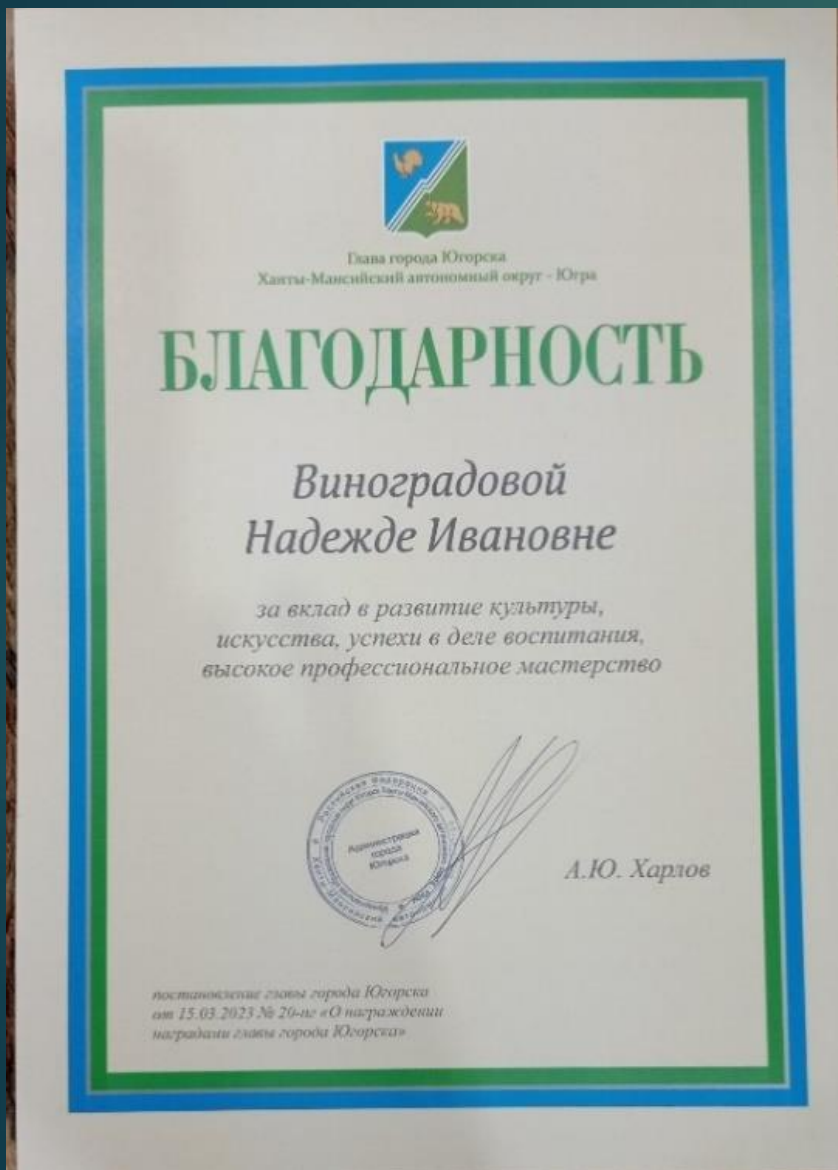 Глава города Югорска
Ханты-Мансийский автономный округ - Югра
БЛАГОДАРНОСТЬ
Виноградовой
Надежде Ивановне
за вклад в развитие культуры,
искусства, успехи в деле воспитания,
высокое профессиональное мастерство
Российская Федерация
Администрация
города
Югорска
А.Ю. Харлов
постановление главы города Югорска
от 15.03.2023 № 20-пг «О награждении
наградами главы города Югорска»